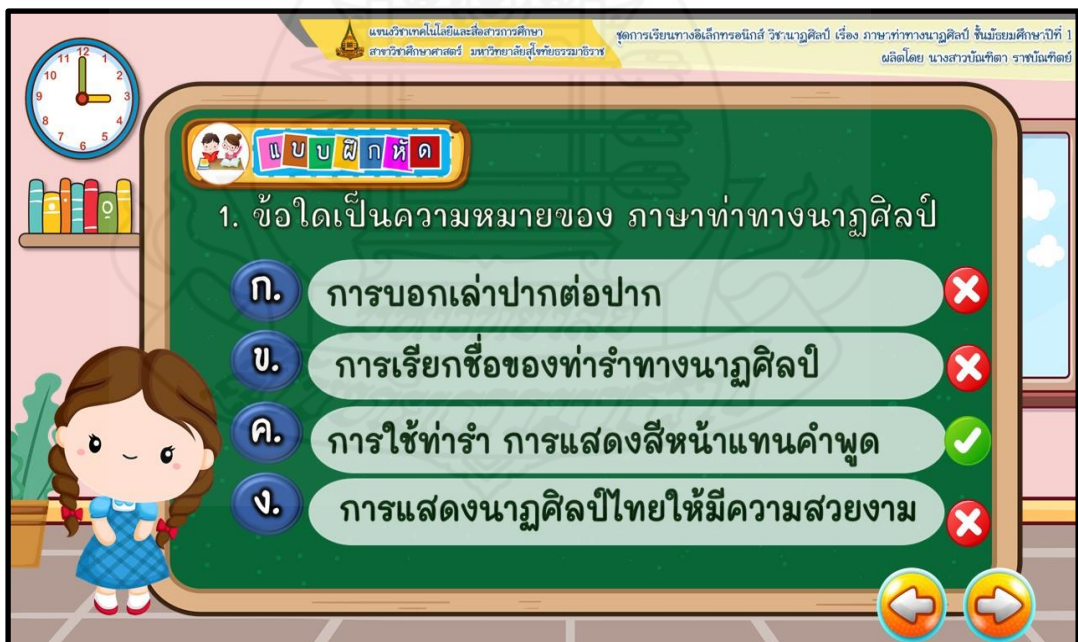 แขนงวิชาเทคโนโลยีและสื่อสารการศึกษา
สาขาวิชาศึกษาศาสตร์ มหาวิทยาลัยสุโขทัยธรรมาธิราช
ชุดการเรียนทางอิเล็กทรอนิกส์ วิชานาฏศิลป์ เรื่อง ภาษาท่าทางนาฏศิลป์ ชั้นมัธยมศึกษาปีที่ 1
ผลิตโดย นางสาวบัณฑิตา ราชบัณฑิตย์
12
11 1
10 2
9 3
8 4
7 5
6
แบบฝึกหัด
1. ข้อใดเป็นความหมายของ ภาษาท่าทางนาฏศิลป์
ก. การบอกเล่าปากต่อปาก
ข. การเรียกชื่อของท่ารำทางนาฏศิลป์
ค. การใช้ท่ารำ การแสดงสีหน้าแทนคำพูด
ง. การแสดงนาฏศิลป์ไทยให้มีความสวยงาม